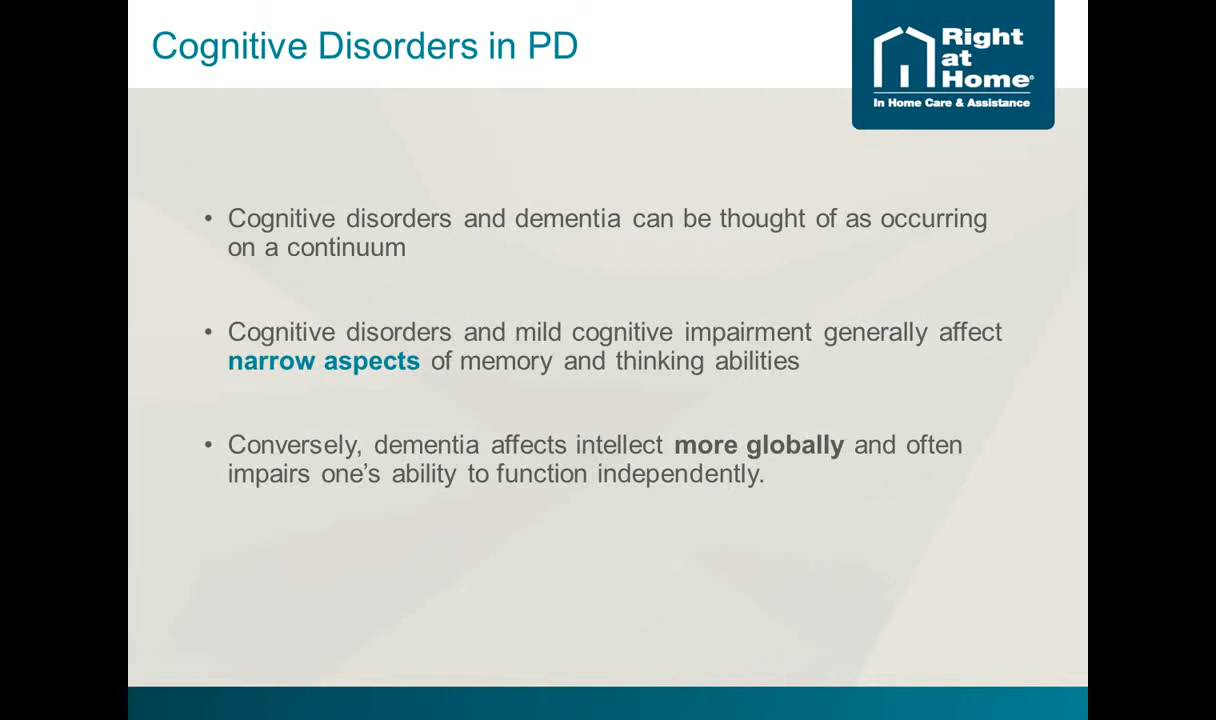 Cognitive Disorders in PD
Right
at
Home®
In Home Care & Assistance
• Cognitive disorders and dementia can be thought of as occurring
on a continuum
• Cognitive disorders and mild cognitive impairment generally affect
narrow aspects of memory and thinking abilities
• Conversely, dementia affects intellect more globally and often
impairs one’s ability to function independently.